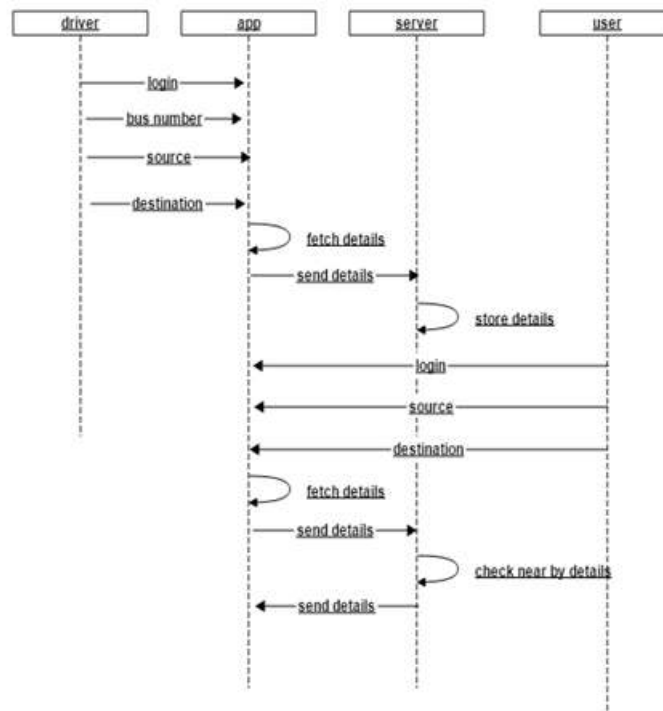 driver
app
server
user
login
bus number
source
destination
fetch details
send details
store details
login
source
destination
fetch details
send details
check near by details
send details